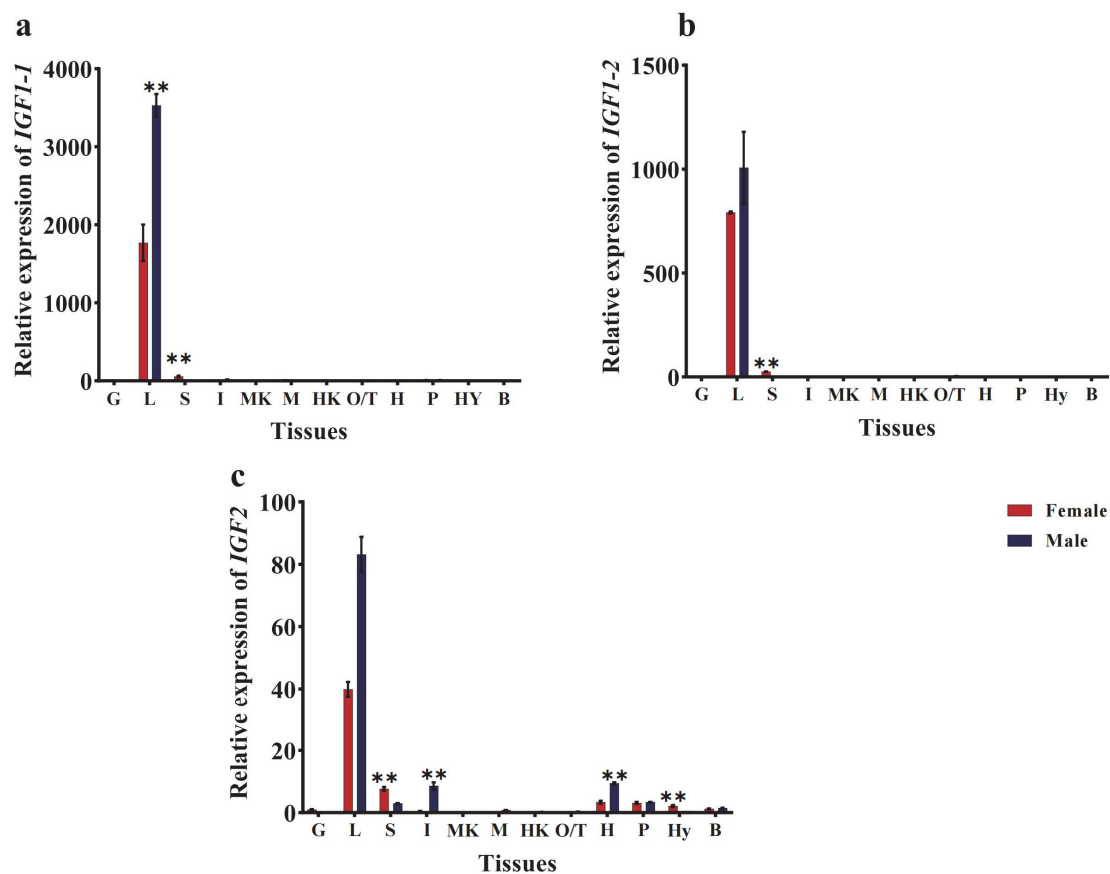 a
Relative expression of IGF1-1
4000
3000
2000
1000
0
**
**
G L S I MK M HK O/T H P HY B
Tissues
b
Relative expression of IGF1-2
1500
1000
500
0
**
G L S I MK M HK O/T H P Hy B
Tissues
c
Relative expression of IGF2
100
80
60
40
20
0
** ** ** **
G L S I MK M HK O/T H P Hy B
Tissues
Female
Male